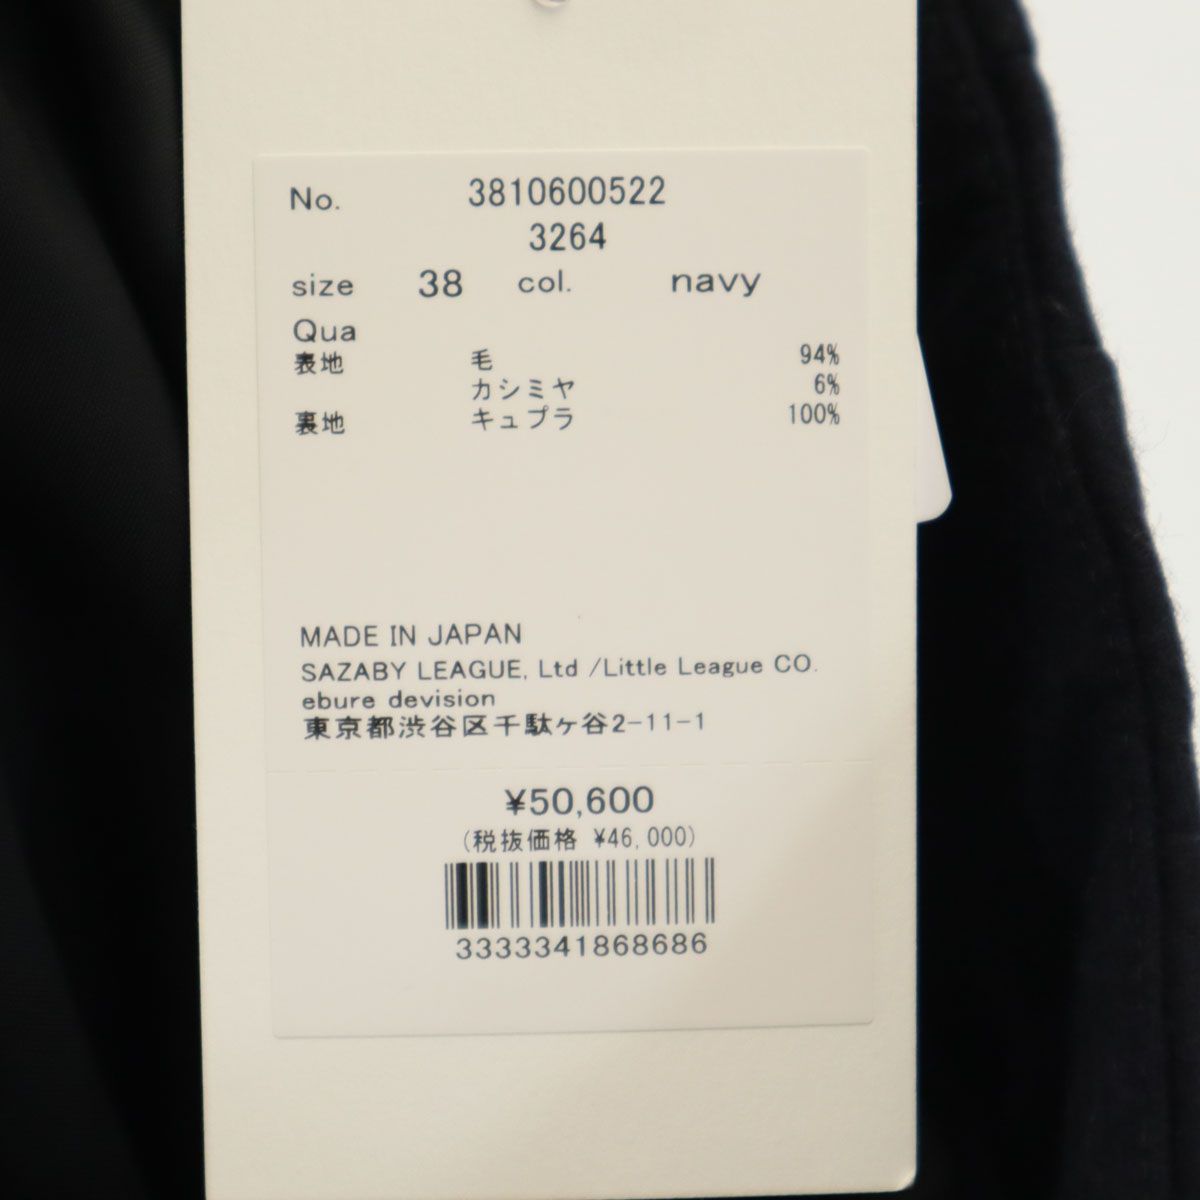 No. 3810600522
3264
size 38 col. navy
Qua
表地 毛 94%
カシミヤ 6%
裏地 キュプラ 100%
MADE IN JAPAN
SAZABY LEAGUE, Ltd /Little League CO.
ebure devision
東京都渋谷区千駄ヶ谷2-11-1
¥50,600
(税抜価格 ¥46,000)
3333341868686